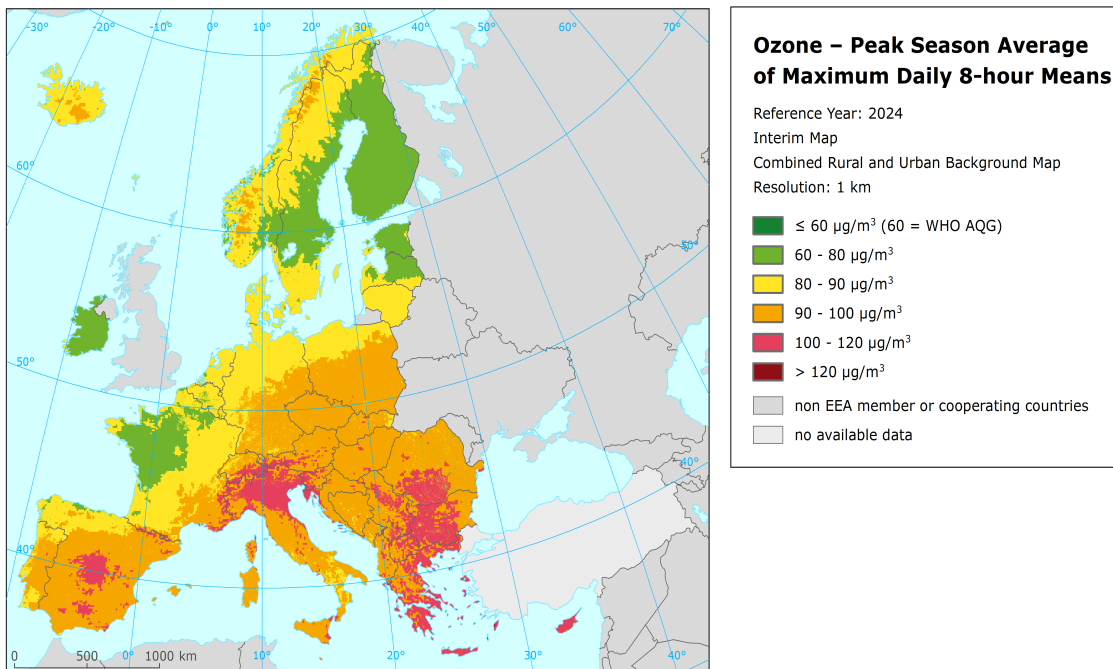 -30° -20° -10° 0° 10° 20° 30° 40° 50° 60°
60°
50°
50°
40°
40°
0 500 0° 1000 km 10° 20° 30° 40°
Ozone – Peak Season Average
of Maximum Daily 8-hour Means
Reference Year: 2024
Interim Map
Combined Rural and Urban Background Map
Resolution: 1 km
≤ 60 µg/m³ (60 = WHO AQG)
60 - 80 µg/m³
80 - 90 µg/m³
90 - 100 µg/m³
100 - 120 µg/m³
> 120 µg/m³
non EEA member or cooperating countries
no available data